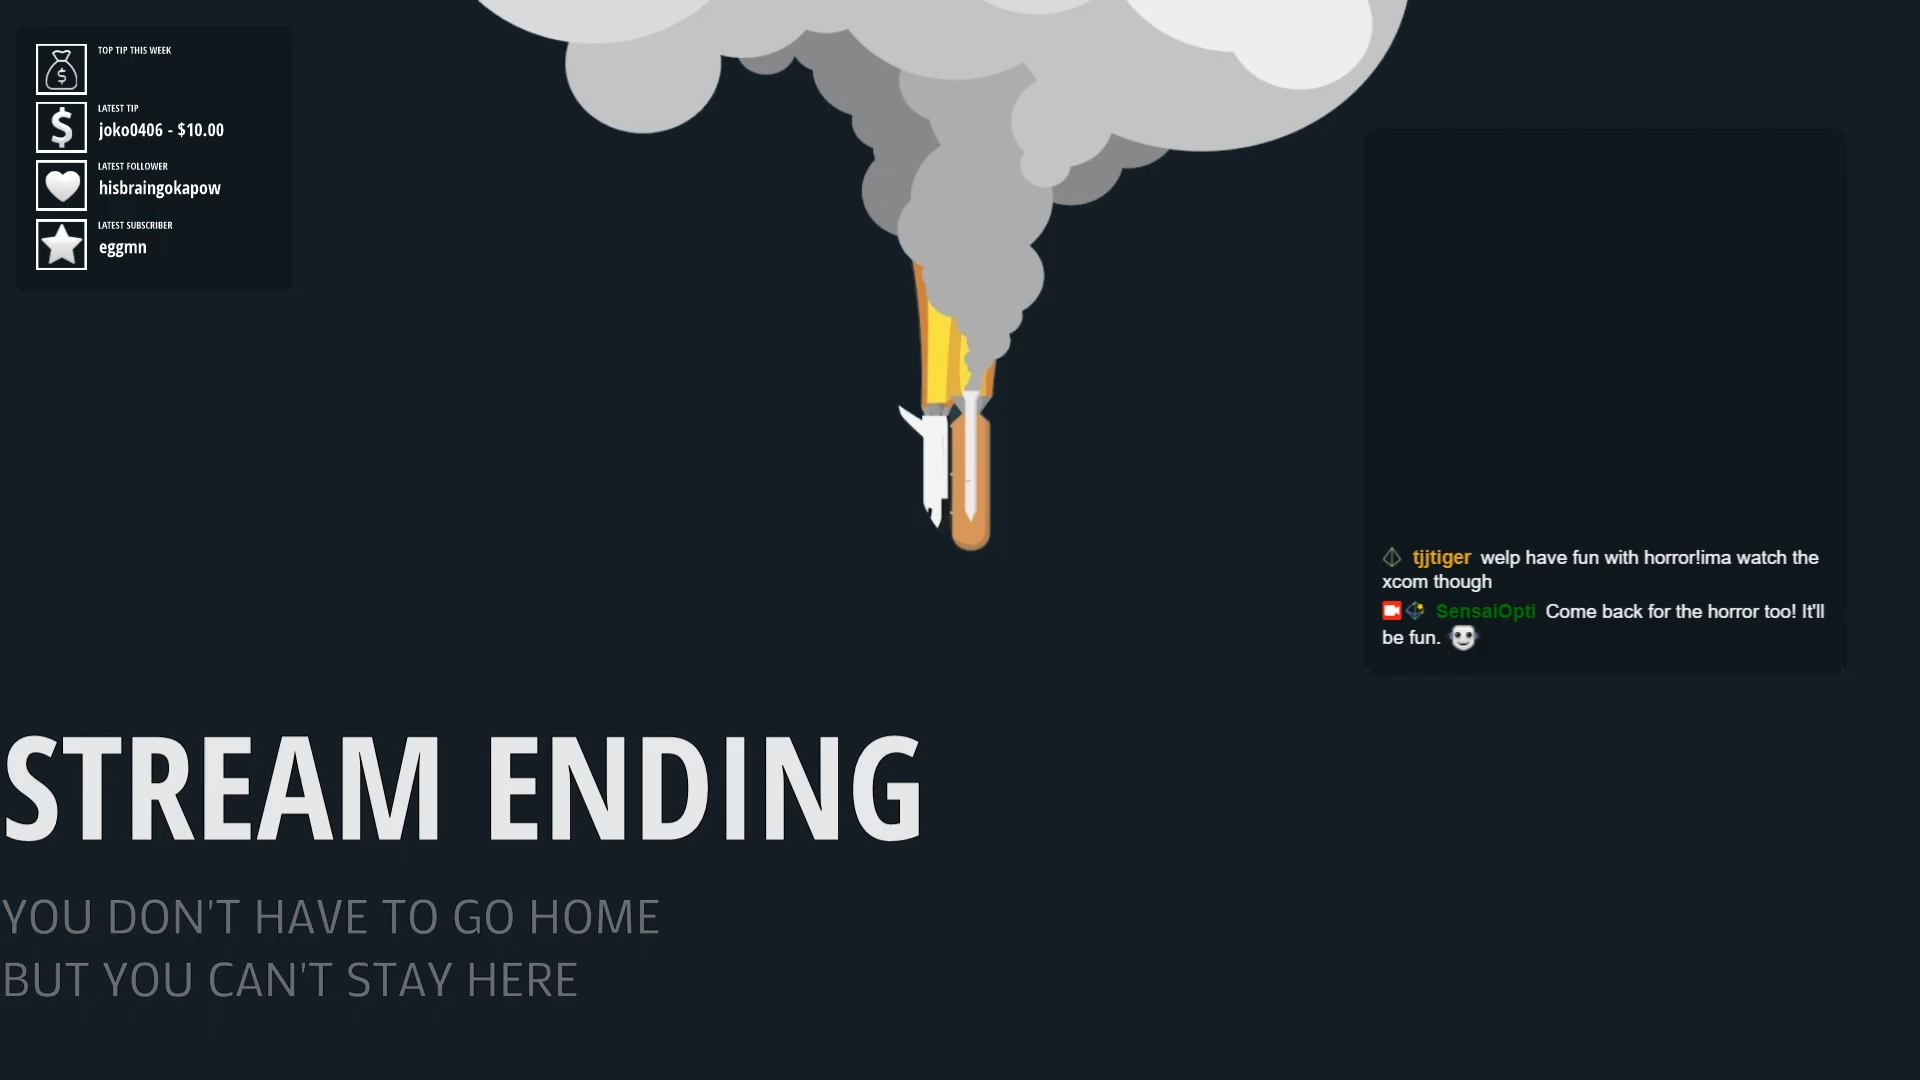 TOP TIP THIS WEEK
LATEST TIP
joko0406 - $10.00
LATEST FOLLOWER
hisbraingokapow
LATEST SUBSCRIBER
eggmn
tjjtiger welp have fun with horror!ima watch the
xcom though
SensaiOpti Come back for the horror too! It'll
be fun.
STREAM ENDING
YOU DON'T HAVE TO GO HOME
BUT YOU CAN'T STAY HERE